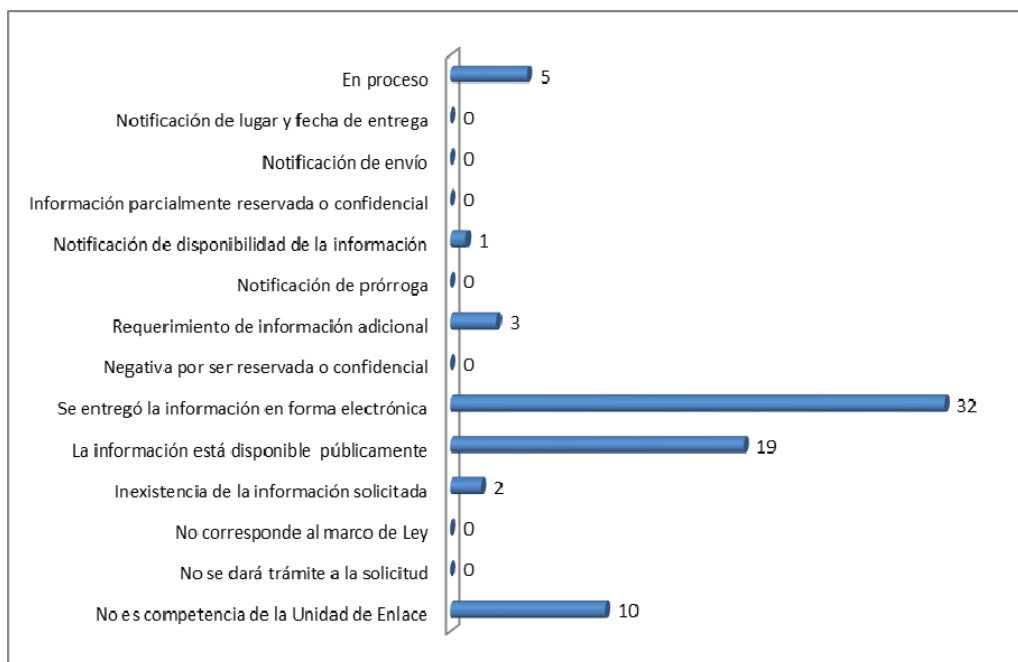 En proceso 5
Notificación de lugar y fecha de entrega 0
Notificación de envío 0
Información parcialmente reservada o confidencial 0
Notificación de disponibilidad de la información 1
Notificación de prórroga 0
Requerimiento de información adicional 3
Negativa por ser reservada o confidencial 0
Se entregó la información en forma electrónica 32
La información está disponible públicamente 19
Inexistencia de la información solicitada 2
No corresponde al marco de Ley 0
No se dará trámite a la solicitud 0
No es competencia de la Unidad de Enlace 10